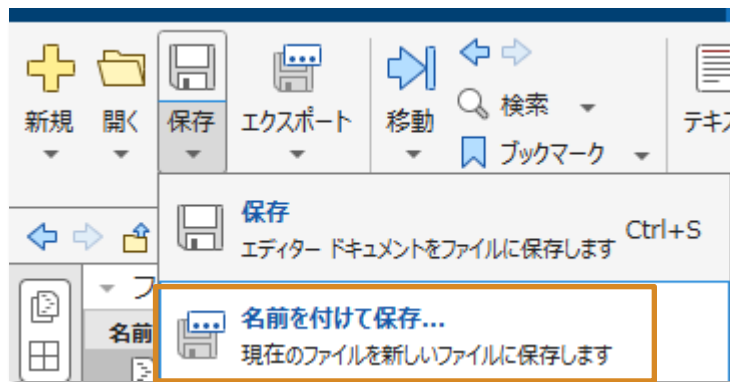 新規 開く 保存 エクスポート 移動 検索
ブックマーク
保存 Ctrl+S
エディター ドキュメントをファイルに保存します
名前を付けて保存...
名前
現在のファイルを新しいファイルに保存します